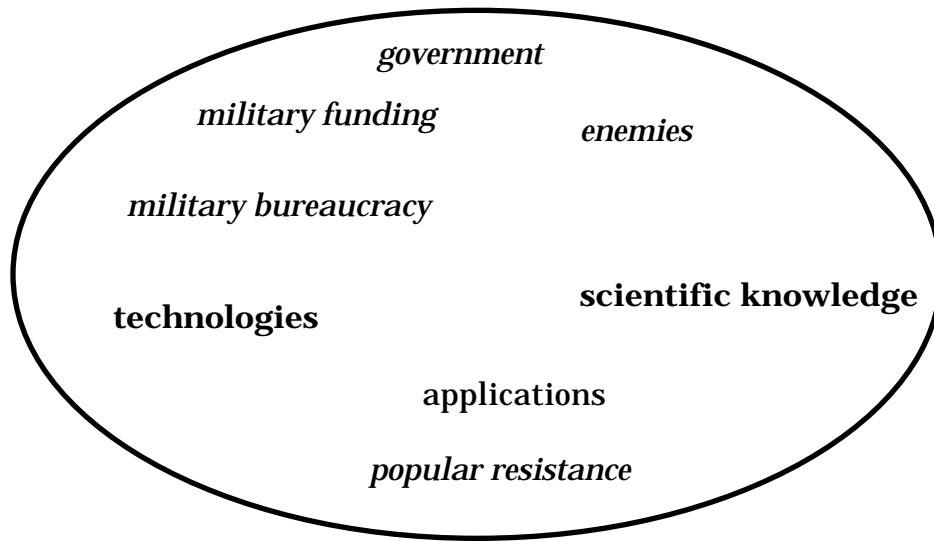 government
military funding
enemies
military bureaucracy
scientific knowledge
technologies
applications
popular resistance